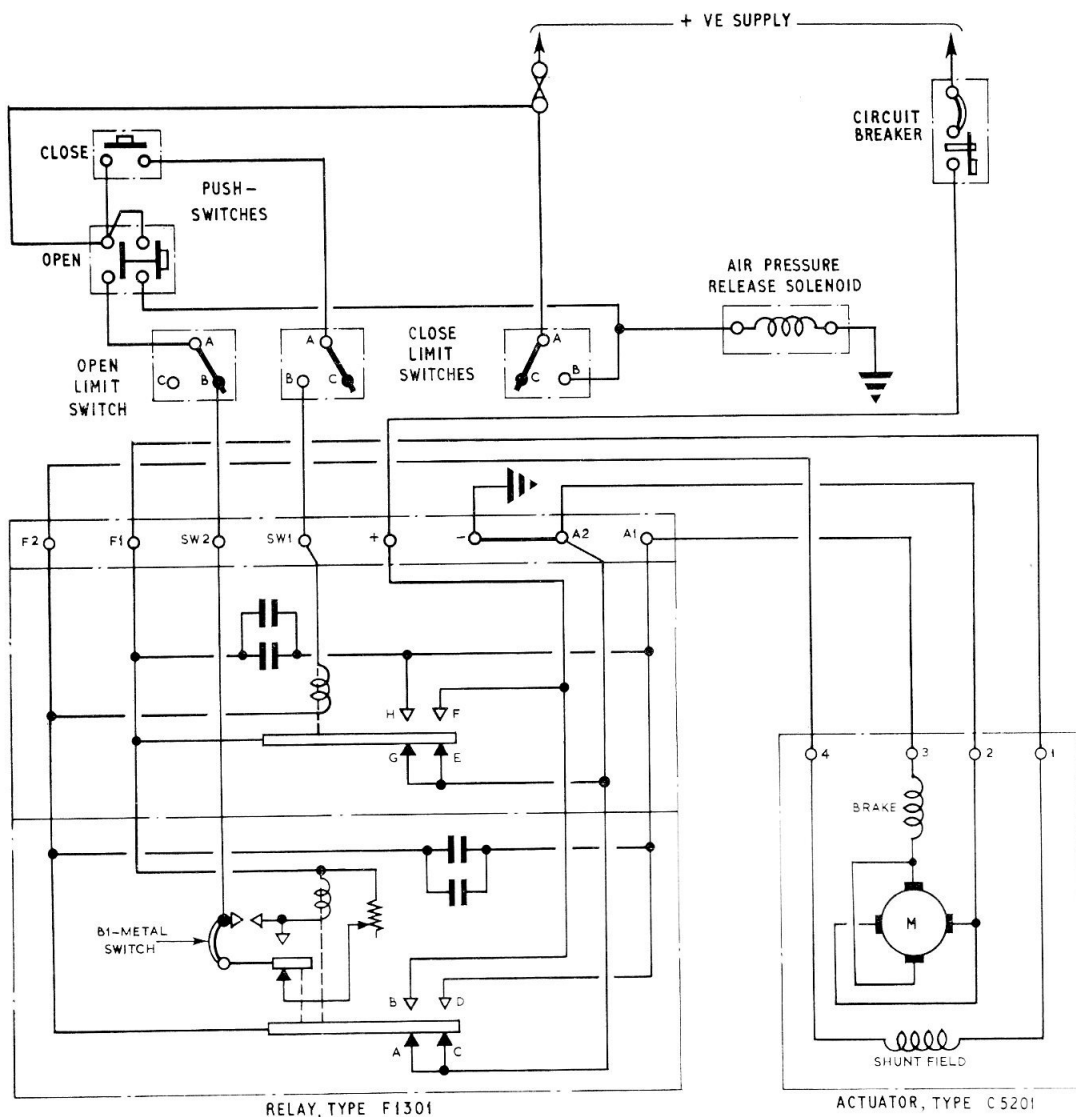 + VE SUPPLY
CIRCUIT
BREAKER
CLOSE
PUSH-
SWITCHES
OPEN
AIR PRESSURE
RELEASE SOLENOID
A
C
B
OPEN
LIMIT
SWITCH
A
B
C
CLOSE
LIMIT
SWITCHES
A
C
B
F2
F1
SW2
SW1
+
-
A2
A1
H
F
G
E
4
3
2
1
BRAKE
M
SHUNT FIELD
BI-METAL
SWITCH
B
D
A
C
RELAY, TYPE F1301
ACTUATOR, TYPE C5201